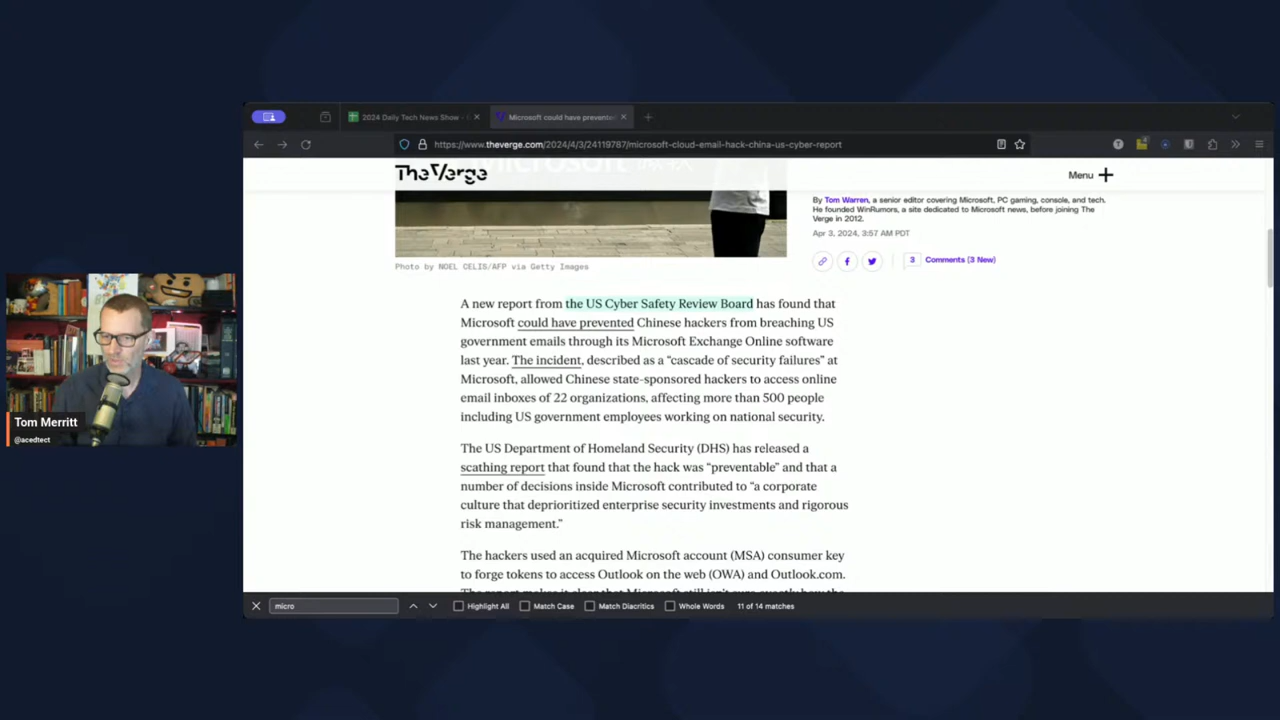 2024 Daily Tech News Show -
Microsoft could have prevente
https://www.theverge.com/2024/4/3/24119787/microsoft-cloud-email-hack-china-us-cyber-report
Microsoft
The Verge
Menu
By Tom Warren, a senior editor covering Microsoft, PC gaming, console, and tech.
He founded WinRumors, a site dedicated to Microsoft news, before joining The
Verge in 2012.
Apr 3, 2024, 3:57 AM PDT
3 Comments (3 New)
Photo by NOEL CELIS/AFP via Getty Images
A new report from the US Cyber Safety Review Board has found that
Microsoft could have prevented Chinese hackers from breaching US
government emails through its Microsoft Exchange Online software
last year. The incident, described as a “cascade of security failures” at
Microsoft, allowed Chinese state-sponsored hackers to access online
email inboxes of 22 organizations, affecting more than 500 people
including US government employees working on national security.
The US Department of Homeland Security (DHS) has released a
scathing report that found that the hack was “preventable” and that a
number of decisions inside Microsoft contributed to “a corporate
culture that deprioritized enterprise security investments and rigorous
risk management.”
The hackers used an acquired Microsoft account (MSA) consumer key
to forge tokens to access Outlook on the web (OWA) and Outlook.com.
Tom Merritt
@acedtect
micro
Highlight All
Match Case
Match Diacritics
Whole Words
11 of 14 matches